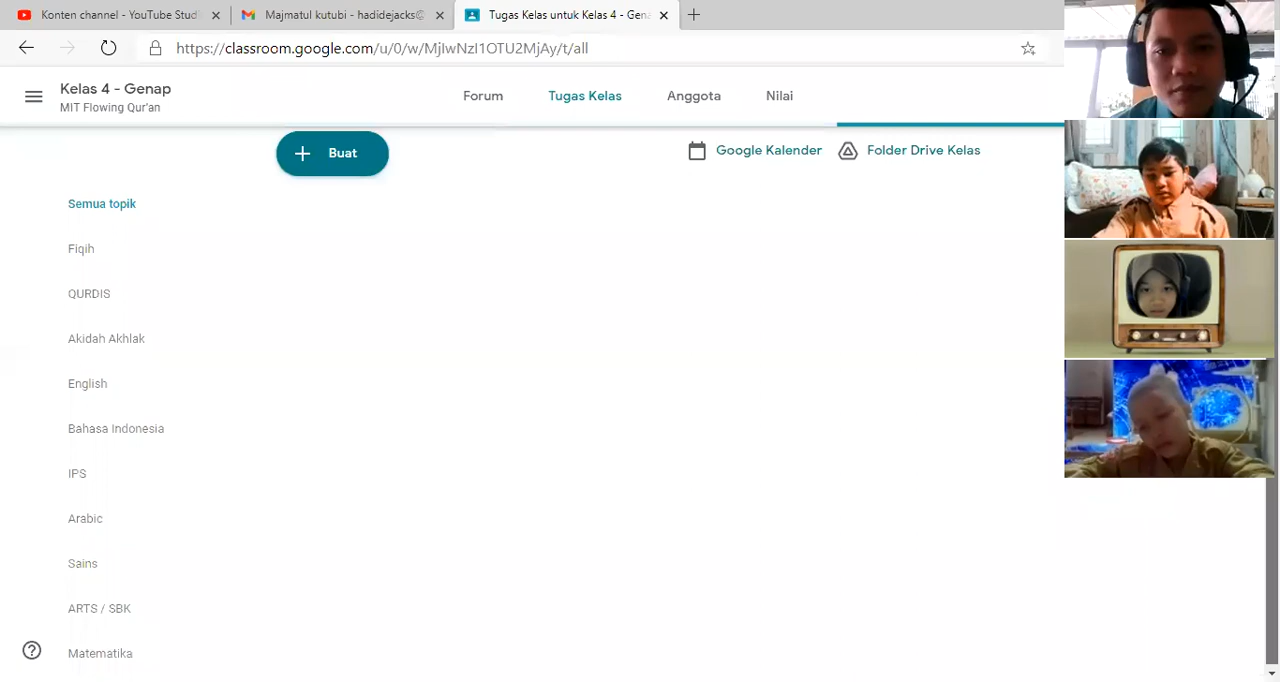 Konten channel - YouTube Stud
Majmatul kutubi - hadidejacks@
Tugas Kelas untuk Kelas 4 - Gena
https://classroom.google.com/u/0/w/MjIwNzI1OTU2MjAy/t/all
Kelas 4 - Genap
MIT Flowing Qur'an
Forum
Tugas Kelas
Anggota
Nilai
Buat
Google Kalender
Folder Drive Kelas
Semua topik
Fiqih
QURDIS
Akidah Akhlak
English
Bahasa Indonesia
IPS
Arabic
Sains
ARTS / SBK
Matematika